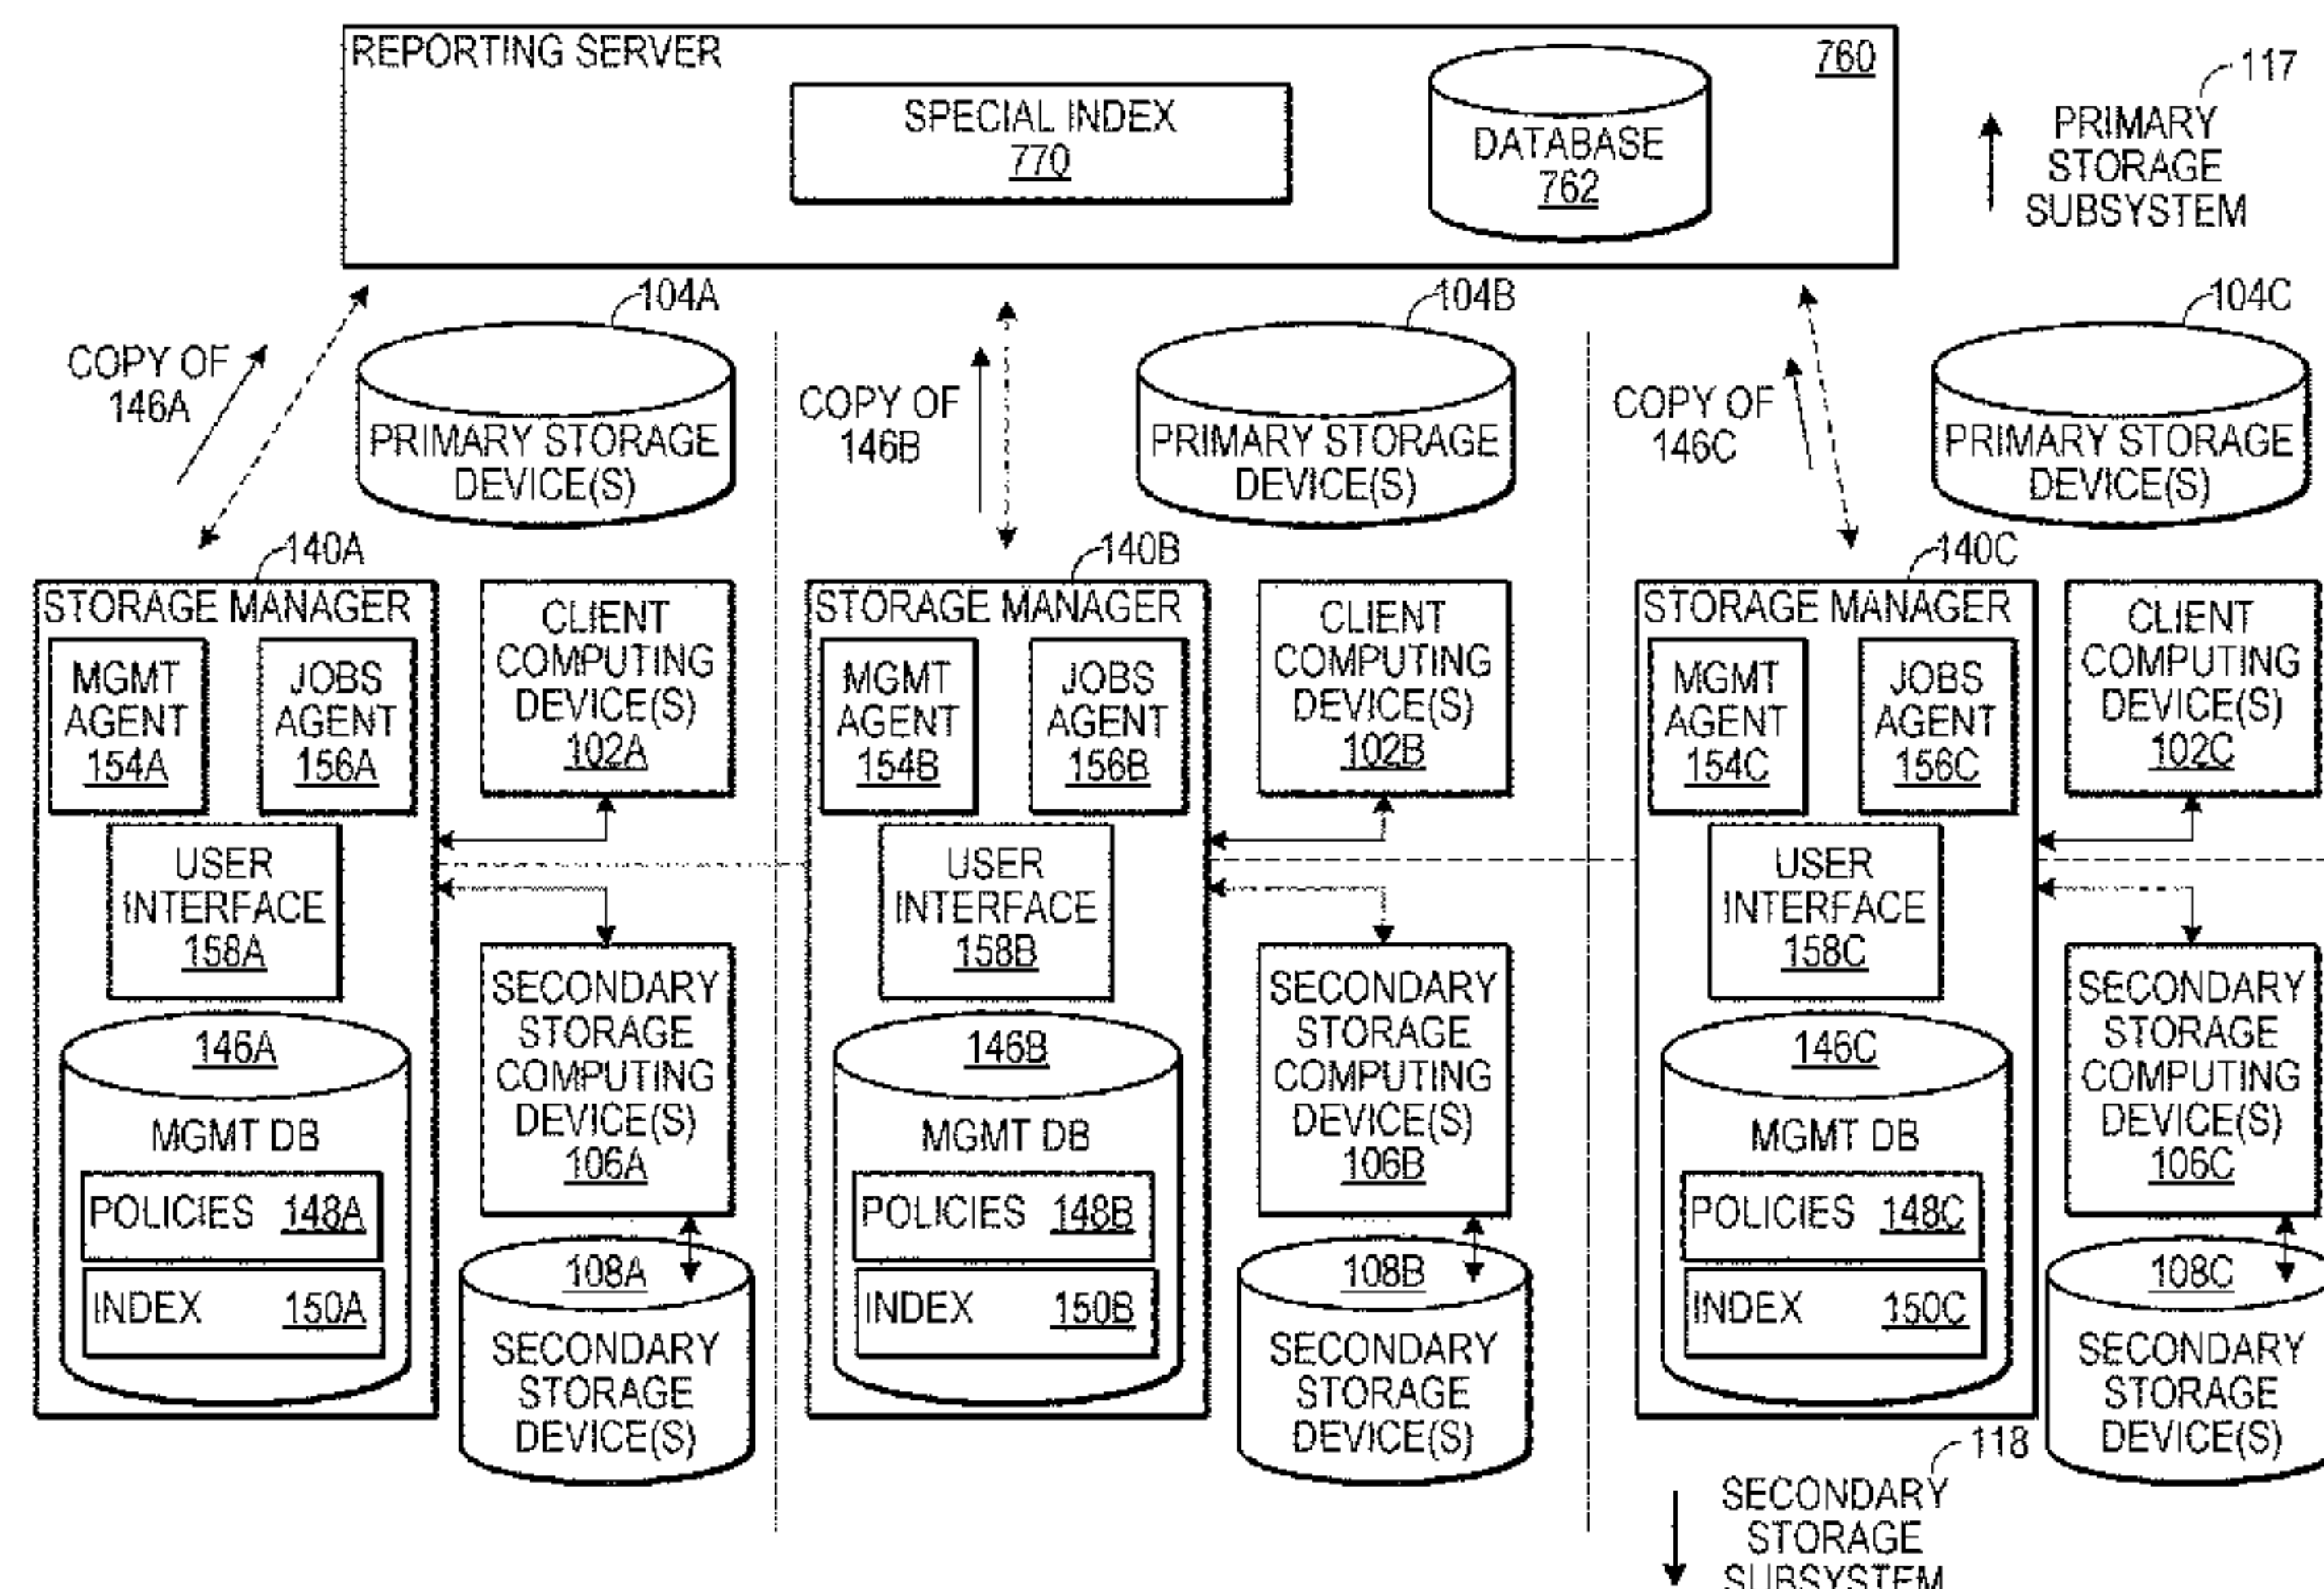 REPORTING SERVER
760
SPECIAL INDEX
770
DATABASE
762
117
PRIMARY
STORAGE
SUBSYSTEM
COPY OF
146A
104A
PRIMARY STORAGE
DEVICE(S)
COPY OF
146B
104B
PRIMARY STORAGE
DEVICE(S)
COPY OF
146C
104C
PRIMARY STORAGE
DEVICE(S)
140A
STORAGE MANAGER
MGMT
AGENT
154A
JOBS
AGENT
156A
USER
INTERFACE
158A
146A
MGMT DB
POLICIES 148A
INDEX 150A
CLIENT
COMPUTING
DEVICE(S)
102A
SECONDARY
STORAGE
COMPUTING
DEVICE(S)
106A
108A
SECONDARY
STORAGE
DEVICE(S)
140B
STORAGE MANAGER
MGMT
AGENT
154B
JOBS
AGENT
156B
USER
INTERFACE
158B
146B
MGMT DB
POLICIES 148B
INDEX 150B
CLIENT
COMPUTING
DEVICE(S)
102B
SECONDARY
STORAGE
COMPUTING
DEVICE(S)
106B
108B
SECONDARY
STORAGE
DEVICE(S)
140C
STORAGE MANAGER
MGMT
AGENT
154C
JOBS
AGENT
156C
USER
INTERFACE
158C
146C
MGMT DB
POLICIES 148C
INDEX 150C
CLIENT
COMPUTING
DEVICE(S)
102C
SECONDARY
STORAGE
COMPUTING
DEVICE(S)
106C
108C
SECONDARY
STORAGE
DEVICE(S)
118
SECONDARY
STORAGE
SUBSYSTEM